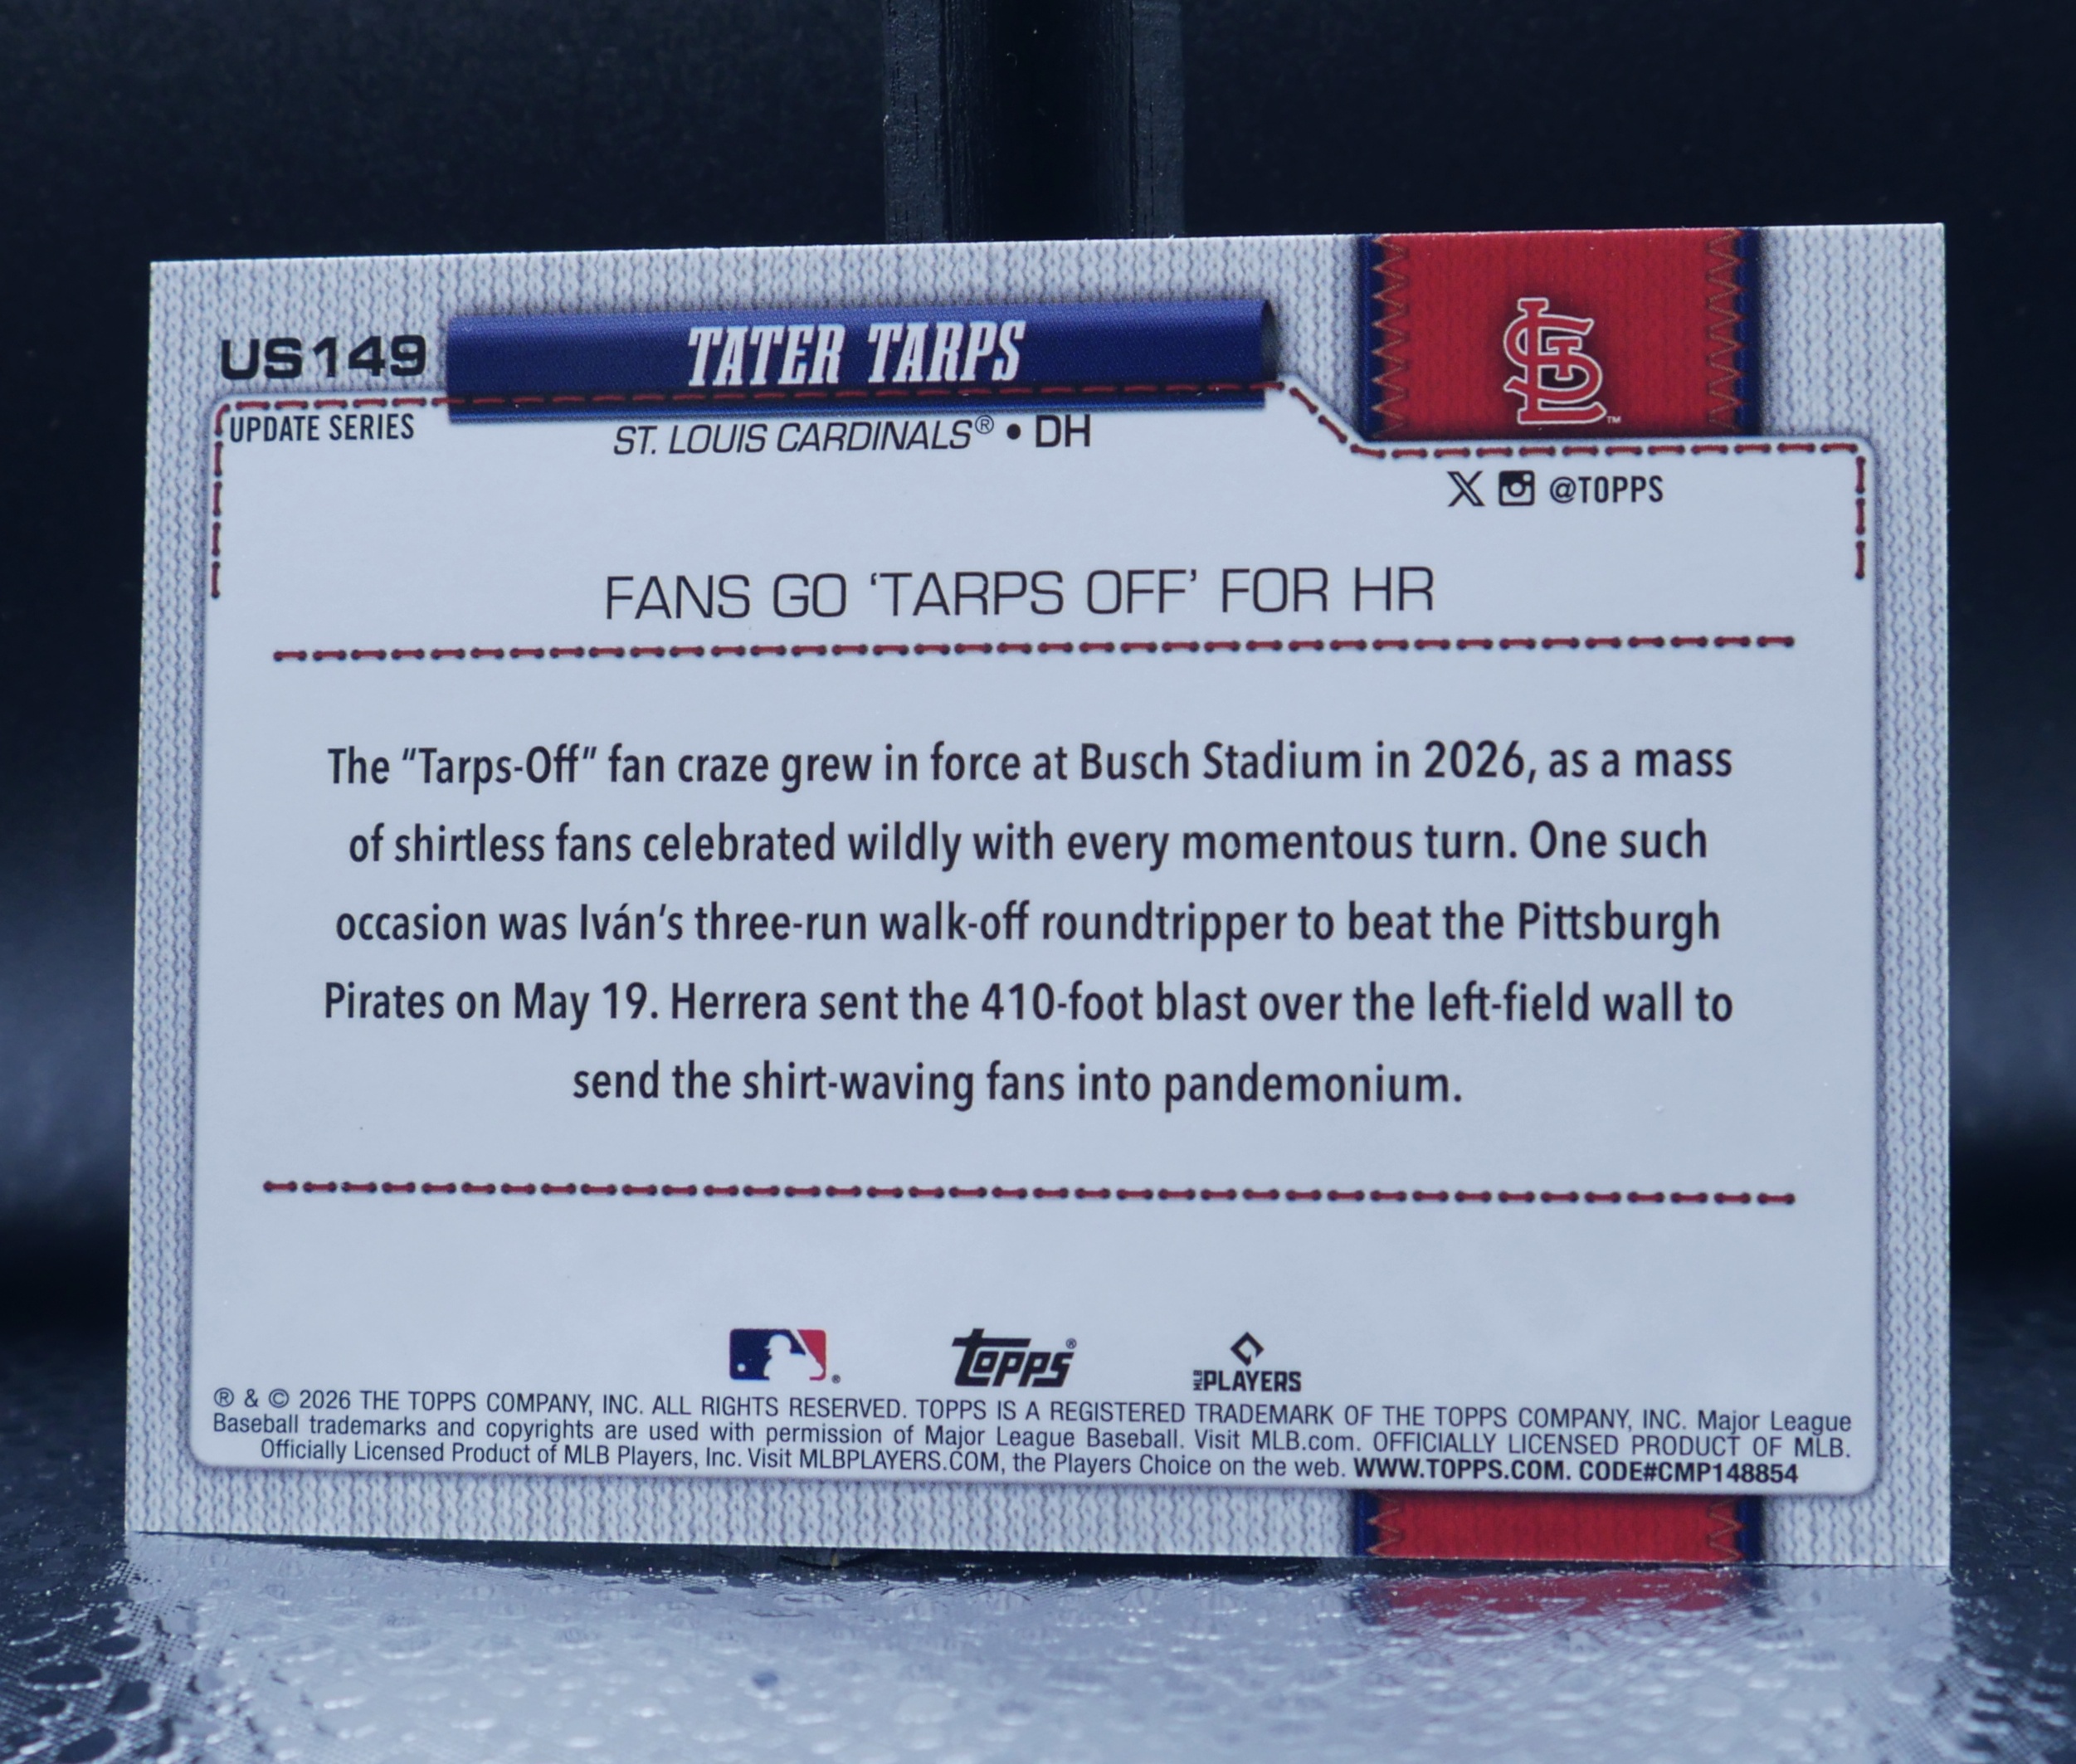 US149
TATER TARPS
UPDATE SERIES
ST. LOUIS CARDINALS® • DH
STL™
X @TOPPS
FANS GO ‘TARPS OFF’ FOR HR
The “Tarps-Off” fan craze grew in force at Busch Stadium in 2026, as a mass
of shirtless fans celebrated wildly with every momentous turn. One such
occasion was Iván’s three-run walk-off roundtripper to beat the Pittsburgh
Pirates on May 19. Herrera sent the 410-foot blast over the left-field wall to
send the shirt-waving fans into pandemonium.
®
Topps®
MLB PLAYERS
® & © 2026 THE TOPPS COMPANY, INC. ALL RIGHTS RESERVED. TOPPS IS A REGISTERED TRADEMARK OF THE TOPPS COMPANY, INC. Major League
Baseball trademarks and copyrights are used with permission of Major League Baseball. Visit MLB.com. OFFICIALLY LICENSED PRODUCT OF MLB.
Officially Licensed Product of MLB Players, Inc. Visit MLBPLAYERS.COM, the Players Choice on the web. WWW.TOPPS.COM. CODE#CMP148854